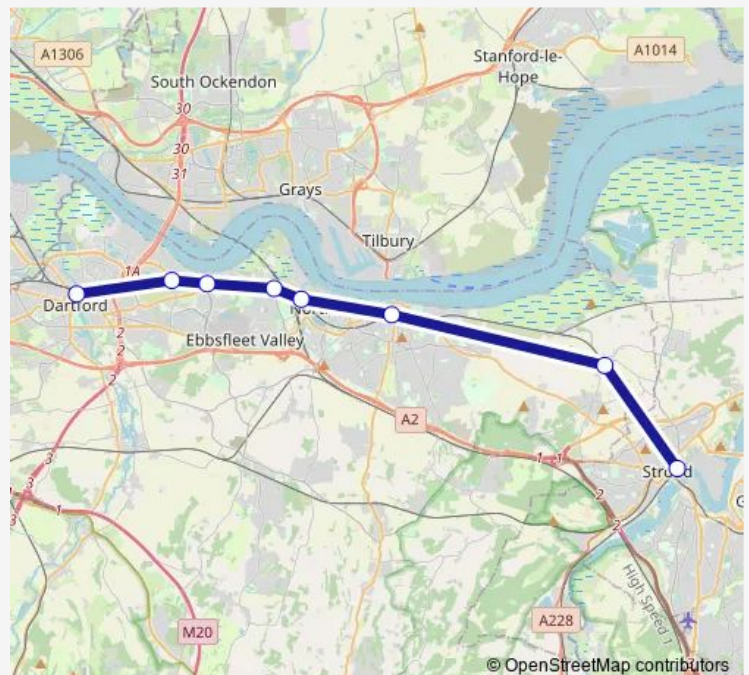 A1306
Stanford-le-
Hope
A1014
South Ockendon
30
30
31
Grays
Tilbury
1A
Dartford
2
2
2
Ebbsfleet Valley
A2
3
3
3
1
1
1
2
2
Strood
High Speed 1
M20
A228
© OpenStreetMap contributors